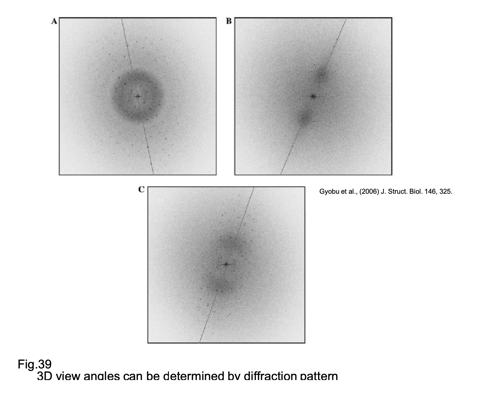 A
B
C
Gyobu et al., (2006) J. Struct. Biol. 146, 325.
Fig.39
3D view angles can be determined by diffraction pattern